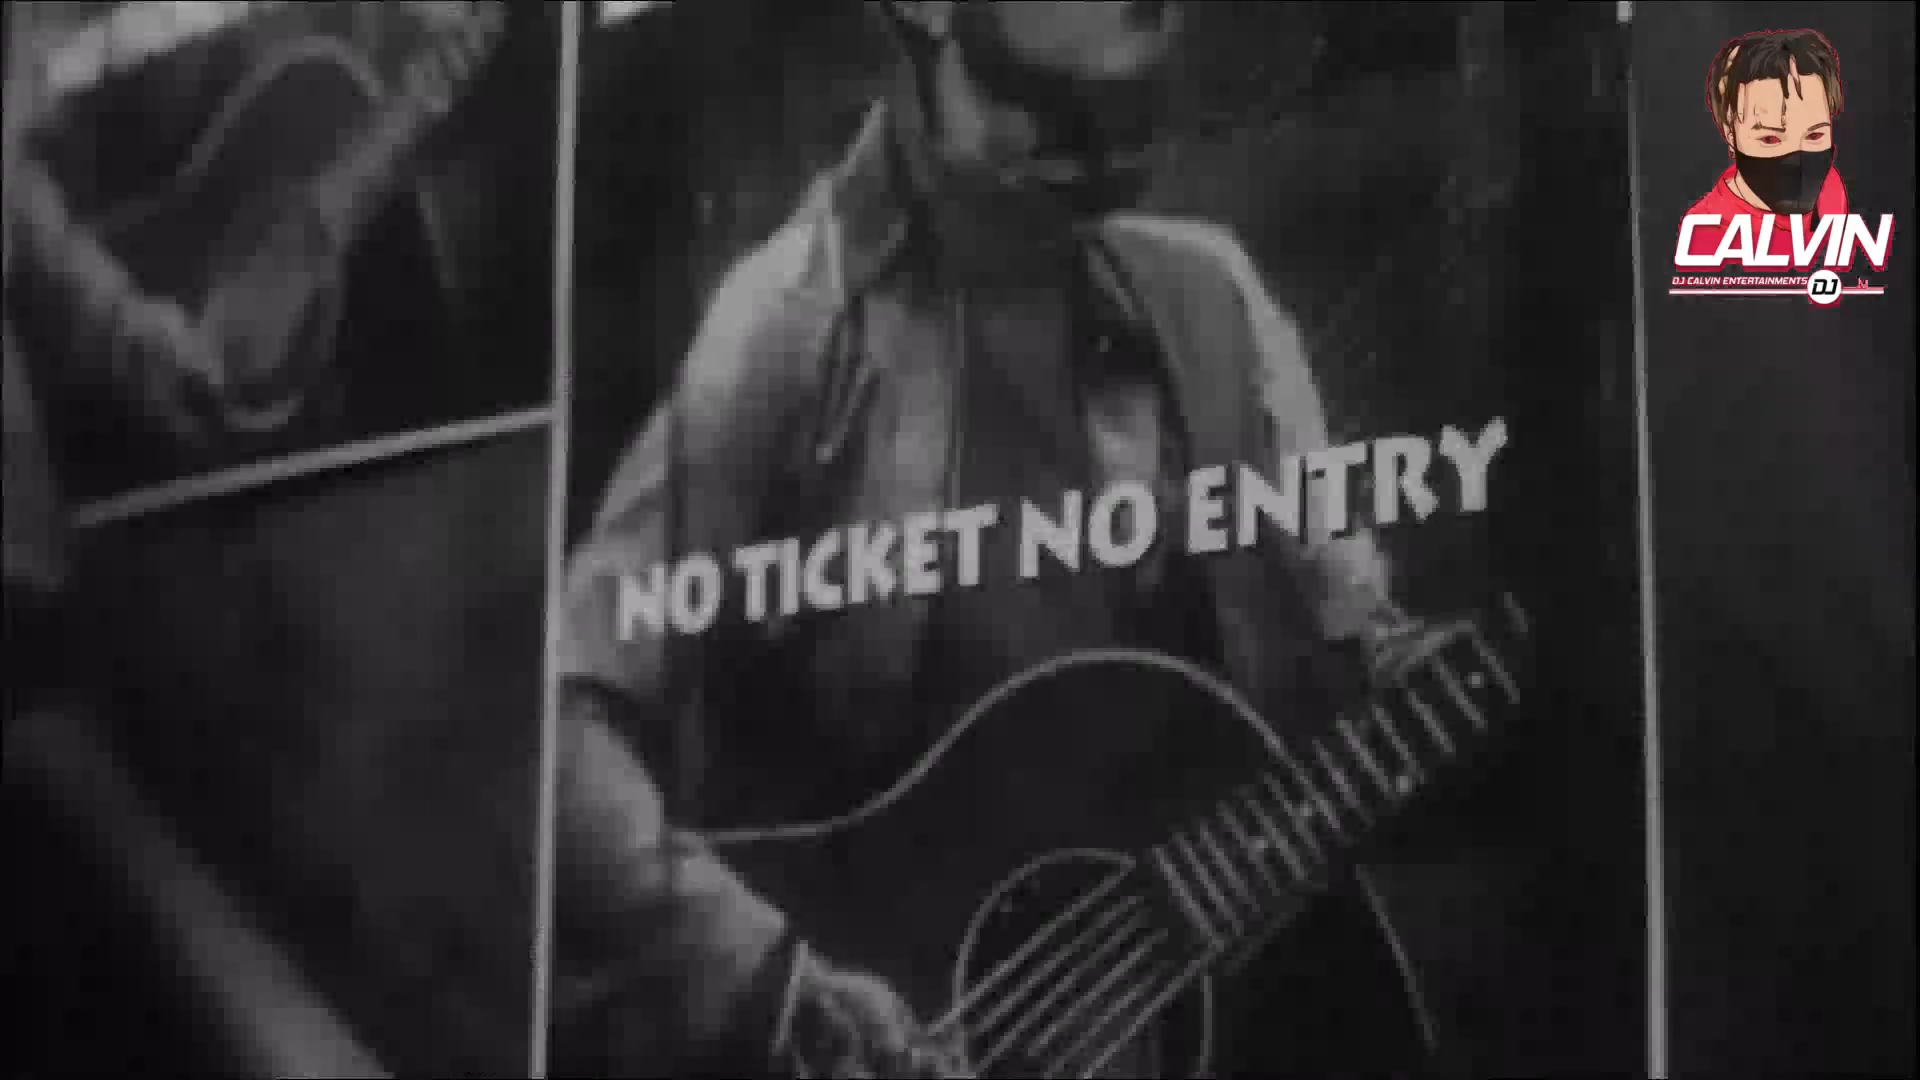 NO TICKET NO ENTRY
CALVIN
DJ CALVIN ENTERTAINMENTS
DJ